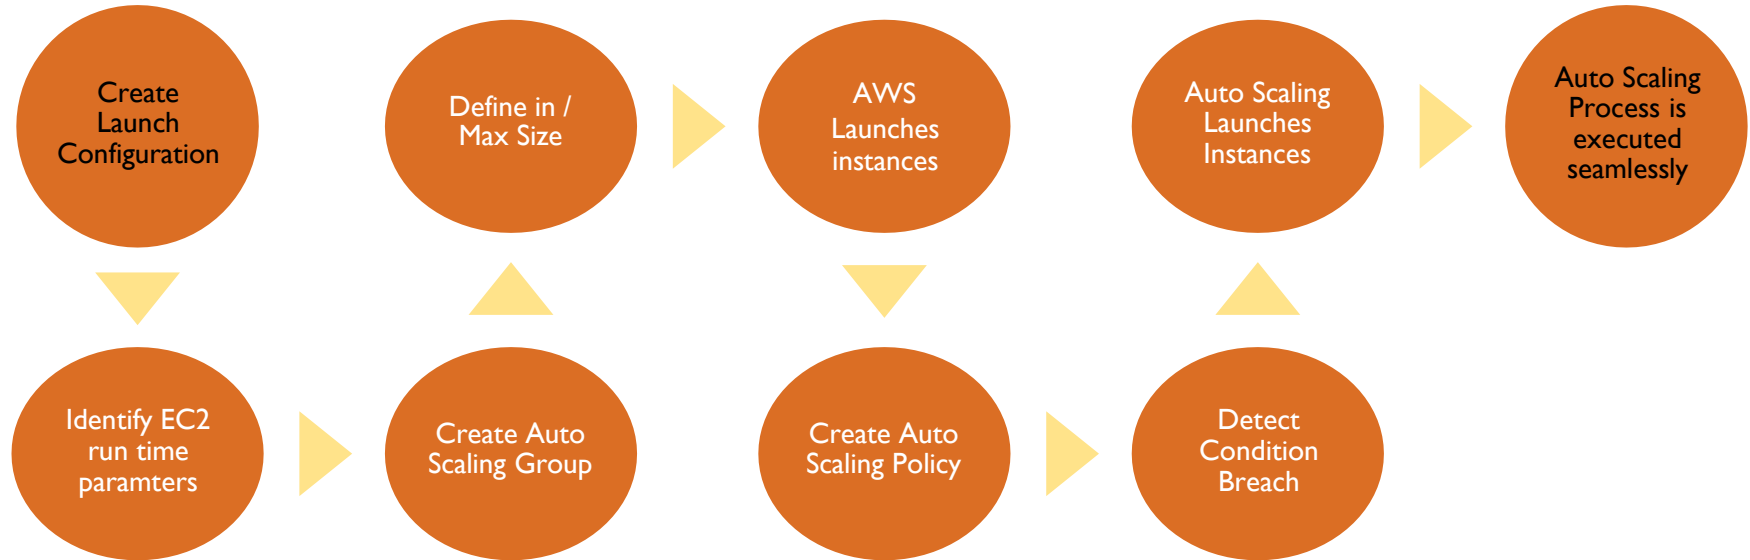 Create
Launch
Configuration
Identify EC2
run time
paramters
Create Auto
Scaling Group
Define in /
Max Size
AWS
Launches
instances
Create Auto
Scaling Policy
Detect
Condition
Breach
Auto Scaling
Launches
Instances
Auto Scaling
Process is
executed
seamlessly